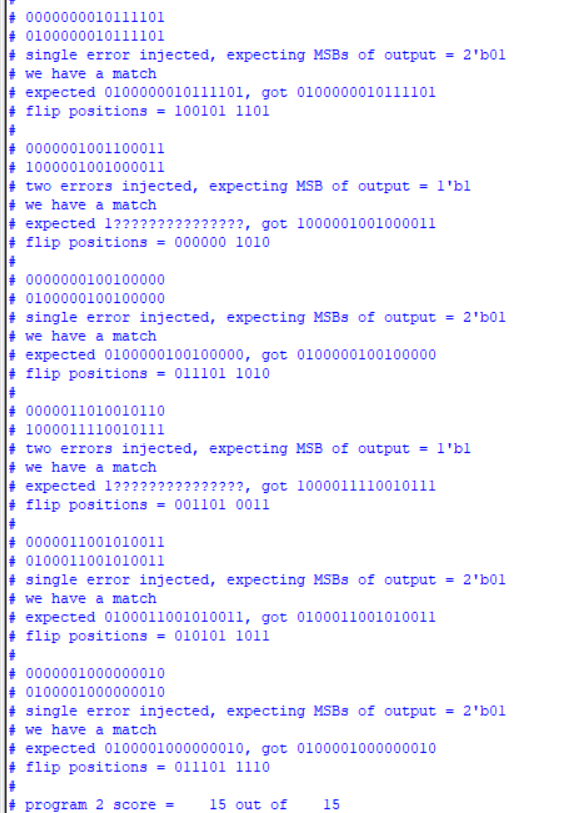 #
# 0000000010111101
# 0100000010111101
# single error injected, expecting MSBs of output = 2'b01
# we have a match
# expected 0100000010111101, got 0100000010111101
# flip positions = 100101 1101
#
# 0000001001100011
# 1000001001000011
# two errors injected, expecting MSB of output = 1'b1
# we have a match
# expected 1???????????????, got 1000001001000011
# flip positions = 000000 1010
#
# 0000000100100000
# 0100000100100000
# single error injected, expecting MSBs of output = 2'b01
# we have a match
# expected 0100000100100000, got 0100000100100000
# flip positions = 011101 1010
#
# 0000011010010110
# 1000011110010111
# two errors injected, expecting MSB of output = 1'b1
# we have a match
# expected 1???????????????, got 1000011110010111
# flip positions = 001101 0011
#
# 0000011001010011
# 0100011001010011
# single error injected, expecting MSBs of output = 2'b01
# we have a match
# expected 0100011001010011, got 0100011001010011
# flip positions = 010101 1011
#
# 0000001000000010
# 0100001000000010
# single error injected, expecting MSBs of output = 2'b01
# we have a match
# expected 0100001000000010, got 0100001000000010
# flip positions = 011101 1110
#
# program 2 score =    15 out of    15